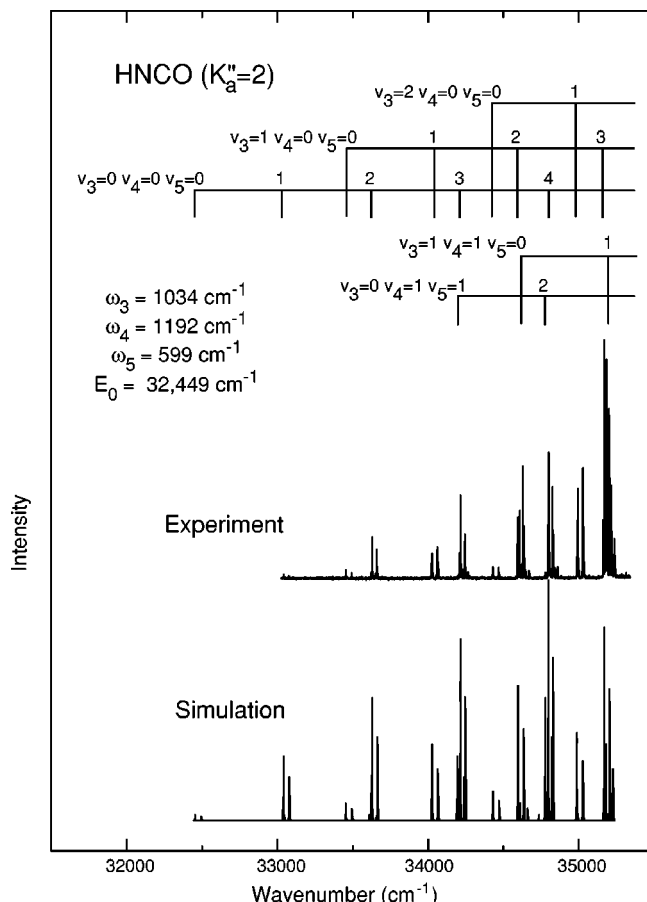 HNCO (K"a=2)
v3=2 v4=0 v5=0 1
v3=1 v4=0 v5=0 1 2 3
v3=0 v4=0 v5=0 1 2 3 4
v3=1 v4=1 v5=0 1
v3=0 v4=1 v5=1 2
ω3 = 1034 cm-1
ω4 = 1192 cm-1
ω5 = 599 cm-1
E0 = 32,449 cm-1
Intensity
Experiment
Simulation
32000 33000 34000 35000
Wavenumber (cm-1)